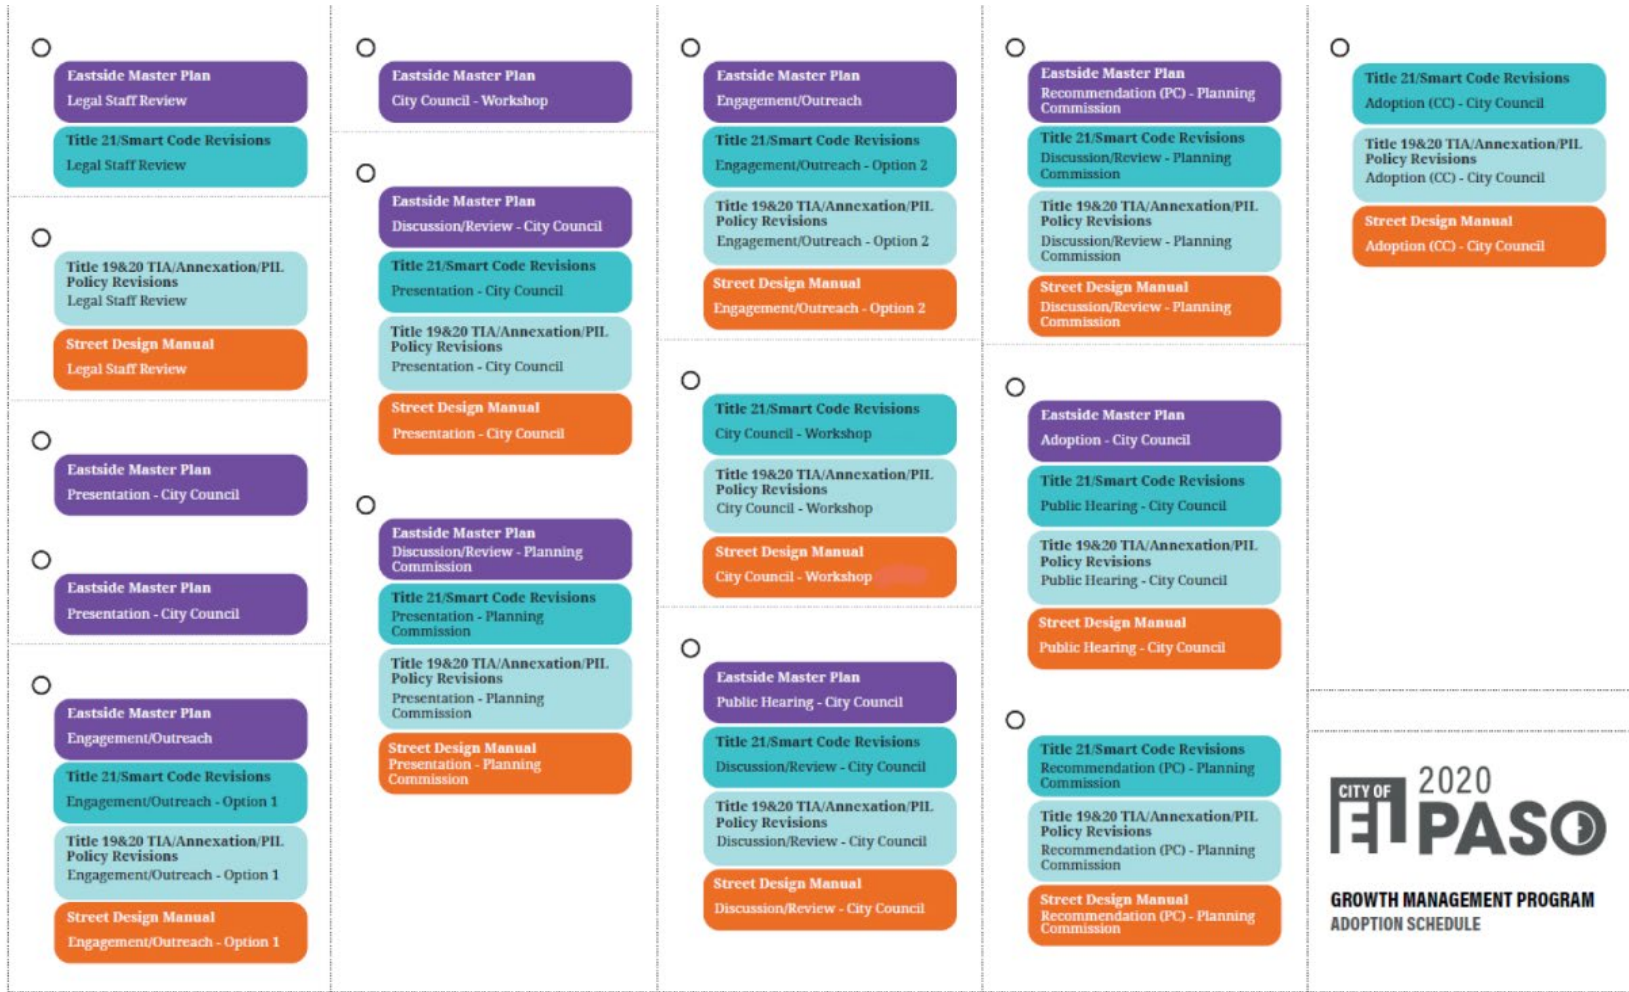 Eastside Master Plan
Legal Staff Review
Title 21/Smart Code Revisions
Legal Staff Review
Title 19&20 TIA/Annexation/PIL
Policy Revisions
Legal Staff Review
Street Design Manual
Legal Staff Review
Eastside Master Plan
Presentation - City Council
Eastside Master Plan
Presentation - City Council
Eastside Master Plan
Engagement/Outreach
Title 21/Smart Code Revisions
Engagement/Outreach - Option 1
Title 19&20 TIA/Annexation/PIL
Policy Revisions
Engagement/Outreach - Option 1
Street Design Manual
Engagement/Outreach - Option 1
Eastside Master Plan
City Council - Workshop
Eastside Master Plan
Discussion/Review - City Council
Title 21/Smart Code Revisions
Presentation - City Council
Title 19&20 TIA/Annexation/PIL
Policy Revisions
Presentation - City Council
Street Design Manual
Presentation - City Council
Eastside Master Plan
Discussion/Review - Planning
Commission
Title 21/Smart Code Revisions
Presentation - Planning
Commission
Title 19&20 TIA/Annexation/PIL
Policy Revisions
Presentation - Planning
Commission
Street Design Manual
Presentation - Planning
Commission
Eastside Master Plan
Engagement/Outreach
Title 21/Smart Code Revisions
Engagement/Outreach - Option 2
Title 19&20 TIA/Annexation/PIL
Policy Revisions
Engagement/Outreach - Option 2
Street Design Manual
Engagement/Outreach - Option 2
Title 21/Smart Code Revisions
City Council - Workshop
Title 19&20 TIA/Annexation/PIL
Policy Revisions
City Council - Workshop
Street Design Manual
City Council - Workshop
Eastside Master Plan
Public Hearing - City Council
Title 21/Smart Code Revisions
Discussion/Review - City Council
Title 19&20 TIA/Annexation/PIL
Policy Revisions
Discussion/Review - City Council
Street Design Manual
Discussion/Review - City Council
Eastside Master Plan
Recommendation (PC) - Planning
Commission
Title 21/Smart Code Revisions
Discussion/Review - Planning
Commission
Title 19&20 TIA/Annexation/PIL
Policy Revisions
Discussion/Review - Planning
Commission
Street Design Manual
Discussion/Review - Planning
Commission
Eastside Master Plan
Adoption - City Council
Title 21/Smart Code Revisions
Public Hearing - City Council
Title 19&20 TIA/Annexation/PIL
Policy Revisions
Public Hearing - City Council
Street Design Manual
Public Hearing - City Council
Title 21/Smart Code Revisions
Recommendation (PC) - Planning
Commission
Title 19&20 TIA/Annexation/PIL
Policy Revisions
Recommendation (PC) - Planning
Commission
Street Design Manual
Recommendation (PC) - Planning
Commission
Title 21/Smart Code Revisions
Adoption (CC) - City Council
Title 19&20 TIA/Annexation/PIL
Policy Revisions
Adoption (CC) - City Council
Street Design Manual
Adoption (CC) - City Council
CITY OF 2020
EL PASO
GROWTH MANAGEMENT PROGRAM
ADOPTION SCHEDULE